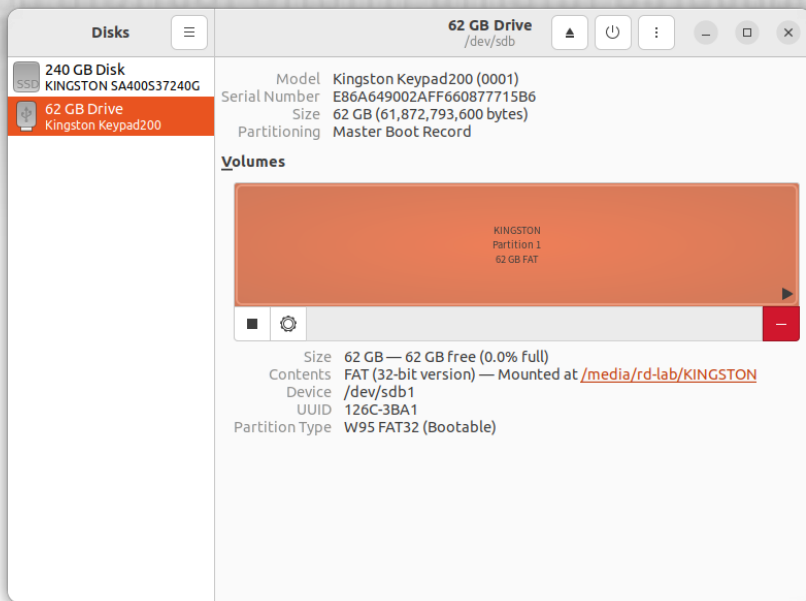 Disks
62 GB Drive
/dev/sdb
SSD
240 GB Disk
KINGSTON SA400S37240G
62 GB Drive
Kingston Keypad200
Model Kingston Keypad200 (0001)
Serial Number E86A649002AFF660877715B6
Size 62 GB (61,872,793,600 bytes)
Partitioning Master Boot Record
Volumes
KINGSTON
Partition 1
62 GB FAT
Size 62 GB — 62 GB free (0.0% full)
Contents FAT (32-bit version) — Mounted at /media/rd-lab/KINGSTON
Device /dev/sdb1
UUID 126C-3BA1
Partition Type W95 FAT32 (Bootable)